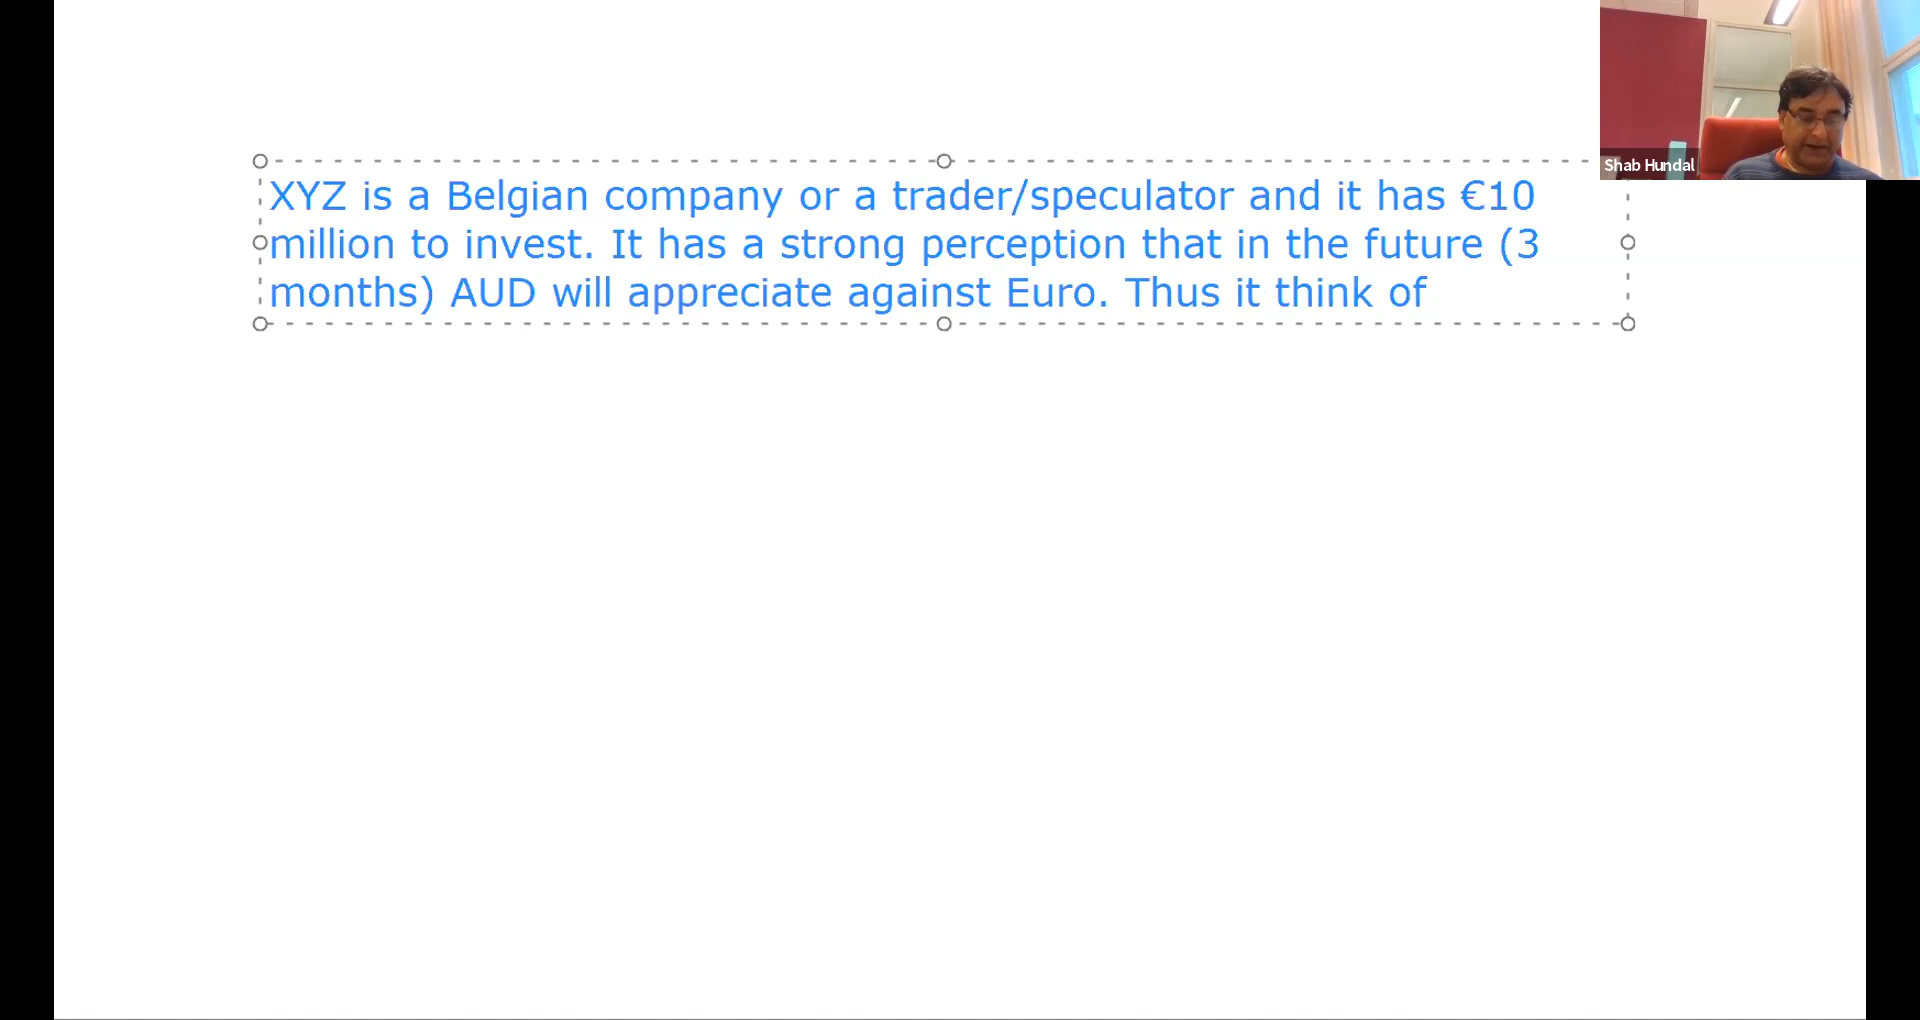 XYZ is a Belgian company or a trader/speculator and it has €10
million to invest. It has a strong perception that in the future (3
months) AUD will appreciate against Euro. Thus it think of
Shab Hundal